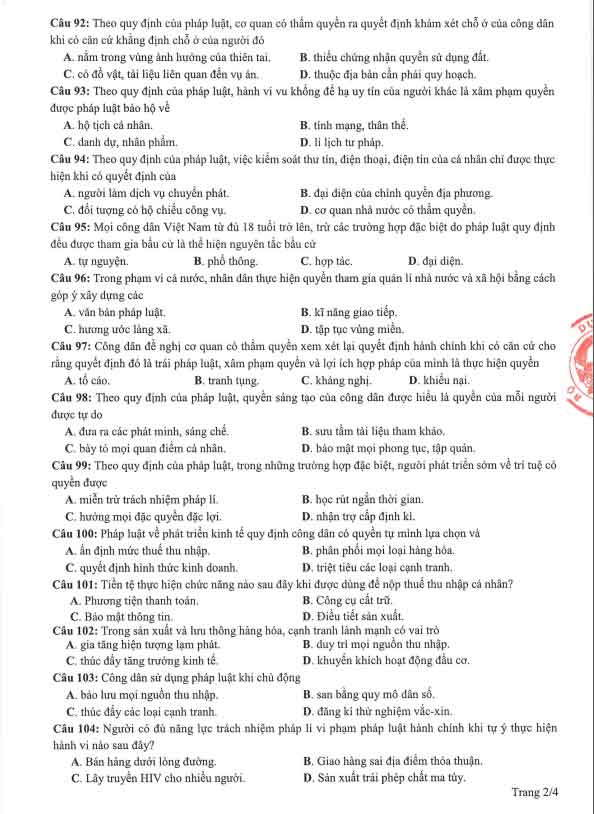 Câu 92: Theo quy định của pháp luật, cơ quan có thẩm quyền ra quyết định khám xét chỗ ở của công dân
khi có căn cứ khẳng định chỗ ở của người đó
A. nằm trong vùng ảnh hưởng của thiên tai. B. thiếu chứng nhận quyền sử dụng đất.
C. có đồ vật, tài liệu liên quan đến vụ án. D. thuộc địa bàn cần phải quy hoạch.
Câu 93: Theo quy định của pháp luật, hành vi vu khống để hạ uy tín của người khác là xâm phạm quyền
được pháp luật bảo hộ về
A. hộ tịch cá nhân. B. tính mạng, thân thể.
C. danh dự, nhân phẩm. D. lí lịch tư pháp.
Câu 94: Theo quy định của pháp luật, việc kiểm soát thư tín, điện thoại, điện tín của cá nhân chỉ được thực
hiện khi có quyết định của
A. người làm dịch vụ chuyển phát. B. đại diện của chính quyền địa phương.
C. đối tượng có hộ chiếu công vụ. D. cơ quan nhà nước có thẩm quyền.
Câu 95: Mọi công dân Việt Nam từ đủ 18 tuổi trở lên, trừ các trường hợp đặc biệt do pháp luật quy định
đều được tham gia bầu cử là thể hiện nguyên tắc bầu cử
A. tự nguyện. B. phổ thông. C. hợp tác. D. đại diện.
Câu 96: Trong phạm vi cả nước, nhân dân thực hiện quyền tham gia quản lí nhà nước và xã hội bằng cách
góp ý xây dựng các
A. văn bản pháp luật. B. kĩ năng giao tiếp.
C. hương ước làng xã. D. tập tục vùng miền.
Câu 97: Công dân đề nghị cơ quan có thẩm quyền xem xét lại quyết định hành chính khi có căn cứ cho
rằng quyết định đó là trái pháp luật, xâm phạm quyền và lợi ích hợp pháp của mình là thực hiện quyền
A. tố cáo. B. tranh tụng. C. kháng nghị. D. khiếu nại.
Câu 98: Theo quy định của pháp luật, quyền sáng tạo của công dân được hiểu là quyền của mỗi người
được tự do
A. đưa ra các phát minh, sáng chế. B. sưu tầm tài liệu tham khảo.
C. bày tỏ mọi quan điểm cá nhân. D. bảo mật mọi phong tục, tập quán.
Câu 99: Theo quy định của pháp luật, trong những trường hợp đặc biệt, người phát triển sớm về trí tuệ có
quyền được
A. miễn trừ trách nhiệm pháp lí. B. học rút ngắn thời gian.
C. hưởng mọi đặc quyền đặc lợi. D. nhận trợ cấp định kì.
Câu 100: Pháp luật về phát triển kinh tế quy định công dân có quyền tự mình lựa chọn và
A. ấn định mức thuế thu nhập. B. phân phối mọi loại hàng hóa.
C. quyết định hình thức kinh doanh. D. triệt tiêu các loại cạnh tranh.
Câu 101: Tiền tệ thực hiện chức năng nào sau đây khi được dùng để nộp thuế thu nhập cá nhân?
A. Phương tiện thanh toán. B. Công cụ cất trữ.
C. Bảo mật thông tin. D. Điều tiết sản xuất.
Câu 102: Trong sản xuất và lưu thông hàng hóa, cạnh tranh lành mạnh có vai trò
A. gia tăng hiện tượng lạm phát. B. duy trì mọi nguồn thu nhập.
C. thúc đẩy tăng trưởng kinh tế. D. khuyến khích hoạt động đầu cơ.
Câu 103: Công dân sử dụng pháp luật khi chủ động
A. bảo lưu mọi nguồn thu nhập. B. san bằng quy mô dân số.
C. thúc đẩy các loại cạnh tranh. D. đăng kí thử nghiệm vắc-xin.
Câu 104: Người có đủ năng lực trách nhiệm pháp lí vi phạm pháp luật hành chính khi tự ý thực hiện
hành vi nào sau đây?
A. Bán hàng dưới lòng đường. B. Giao hàng sai địa điểm thỏa thuận.
C. Lây truyền HIV cho nhiều người. D. Sản xuất trái phép chất ma túy.
Trang 2/4